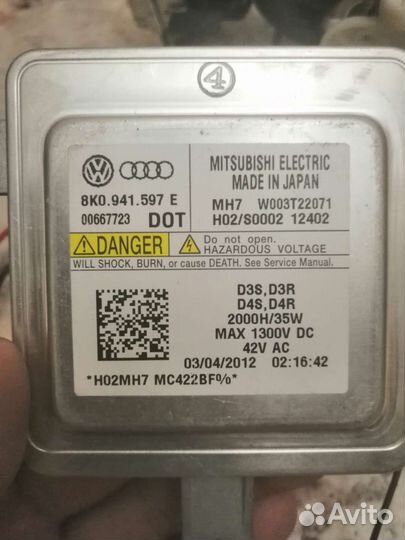 4
8K0.941.597 E
00667723 DOT
MITSUBISHI ELECTRIC
MADE IN JAPAN
MH7 W003T22071
H02/S0002 12402
DANGER
Do not open.
HAZARDOUS VOLTAGE
WILL SHOCK, BURN, or cause DEATH. See Service Manual.
D3S,D3R
D4S,D4R
2000H/35W
MAX 1300V DC
42V AC
03/04/2012 02:16:42
*H02MH7 MC422BF%*
Avito